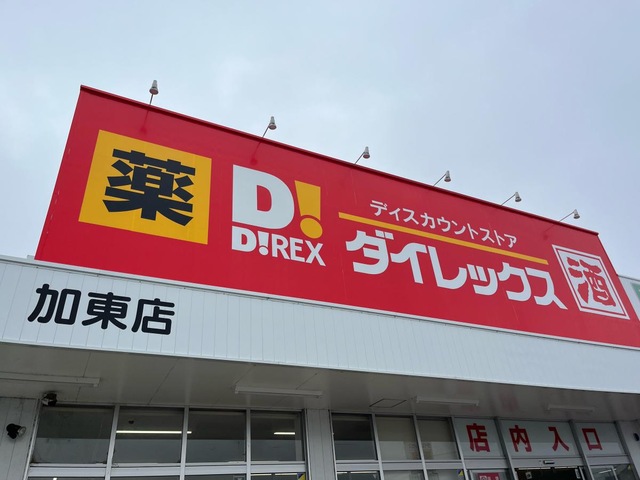 薬
D!
D!REX
ディスカウントストア
ダイレックス
酒
加東店
店内入口